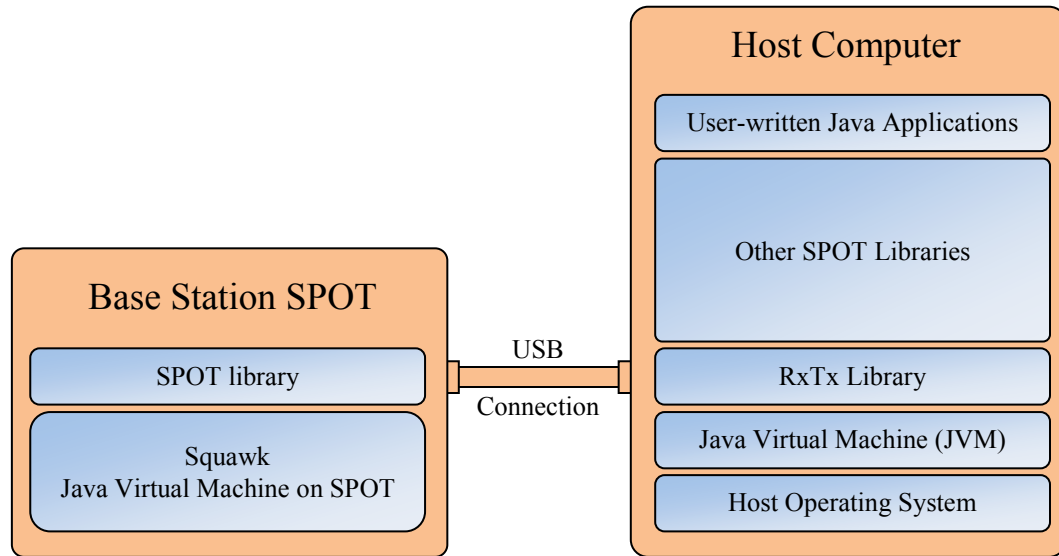 Base Station SPOT
SPOT library
Squawk
Java Virtual Machine on SPOT
USB
Connection
Host Computer
User-written Java Applications
Other SPOT Libraries
RxTx Library
Java Virtual Machine (JVM)
Host Operating System